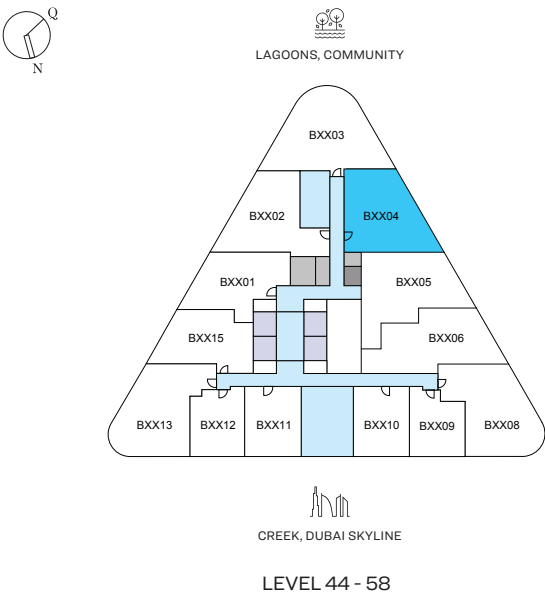 Q
N
LAGOONS, COMMUNITY
BXX03
BXX02
BXX04
BXX01
BXX05
BXX15
BXX06
BXX13
BXX12
BXX11
BXX10
BXX09
BXX08
CREEK, DUBAI SKYLINE
LEVEL 44 - 58